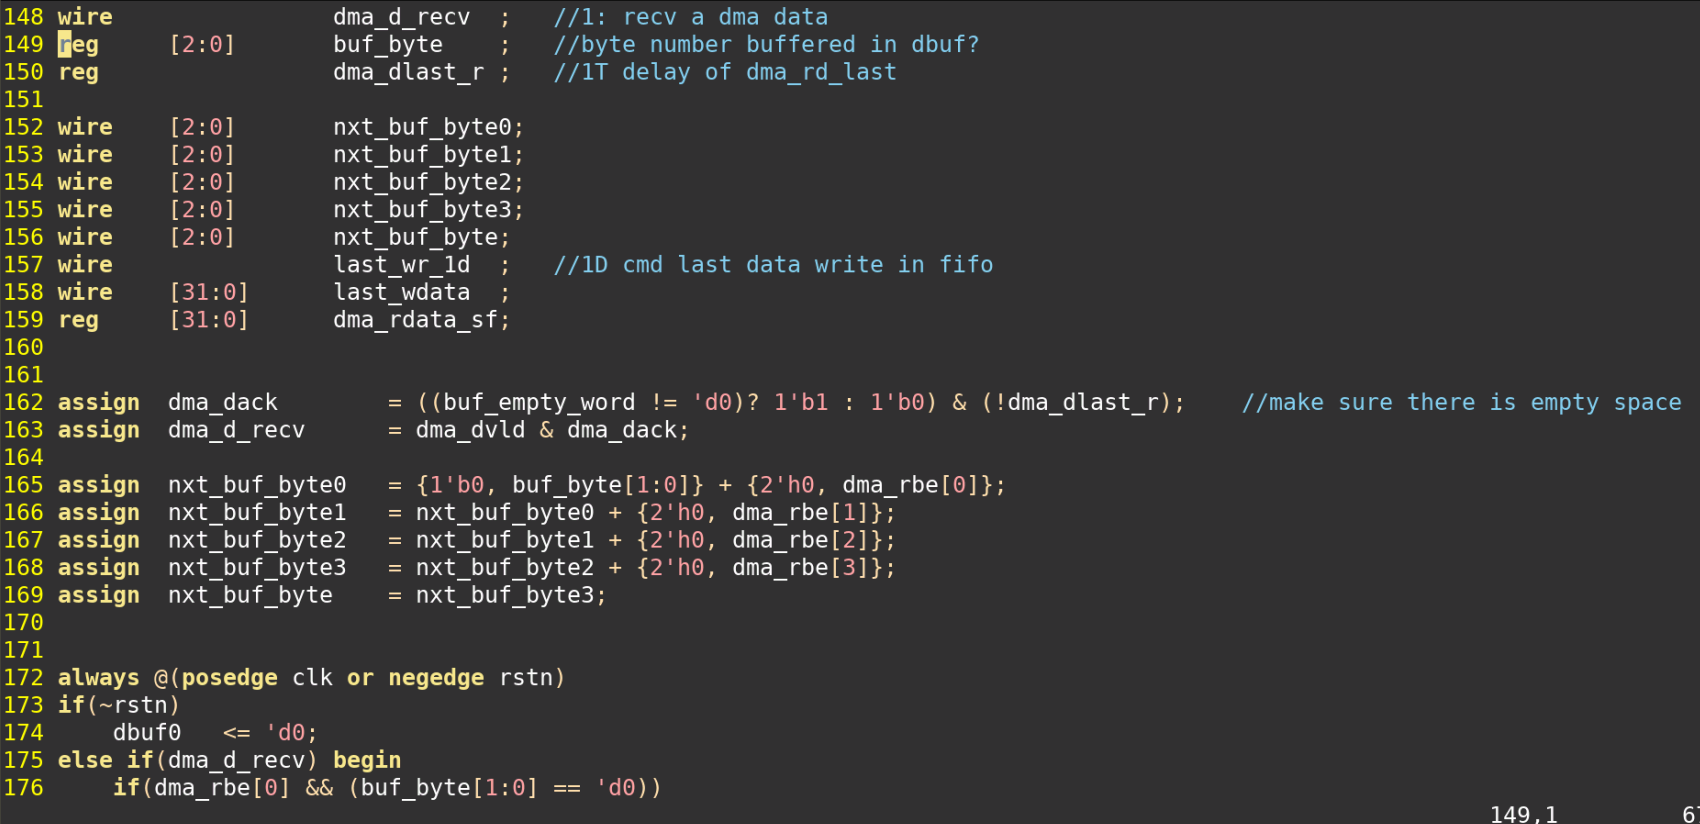 148 wire dma_d_recv ; //1: recv a dma data
149 reg [2:0] buf_byte ; //byte number buffered in dbuf?
150 reg dma_dlast_r ; //1T delay of dma_rd_last
151
152 wire [2:0] nxt_buf_byte0;
153 wire [2:0] nxt_buf_byte1;
154 wire [2:0] nxt_buf_byte2;
155 wire [2:0] nxt_buf_byte3;
156 wire [2:0] nxt_buf_byte;
157 wire last_wr_1d ; //1D cmd last data write in fifo
158 wire [31:0] last_wdata ;
159 reg [31:0] dma_rdata_sf;
160
161
162 assign dma_dack = ((buf_empty_word != 'd0)? 1'b1 : 1'b0) & (!dma_dlast_r); //make sure there is empty space
163 assign dma_d_recv = dma_dvld & dma_dack;
164
165 assign nxt_buf_byte0 = {1'b0, buf_byte[1:0]} + {2'h0, dma_rbe[0]};
166 assign nxt_buf_byte1 = nxt_buf_byte0 + {2'h0, dma_rbe[1]};
167 assign nxt_buf_byte2 = nxt_buf_byte1 + {2'h0, dma_rbe[2]};
168 assign nxt_buf_byte3 = nxt_buf_byte2 + {2'h0, dma_rbe[3]};
169 assign nxt_buf_byte = nxt_buf_byte3;
170
171
172 always @(posedge clk or negedge rstn)
173 if(~rstn)
174 dbuf0 <= 'd0;
175 else if(dma_d_recv) begin
176 if(dma_rbe[0] && (buf_byte[1:0] == 'd0))
149,1